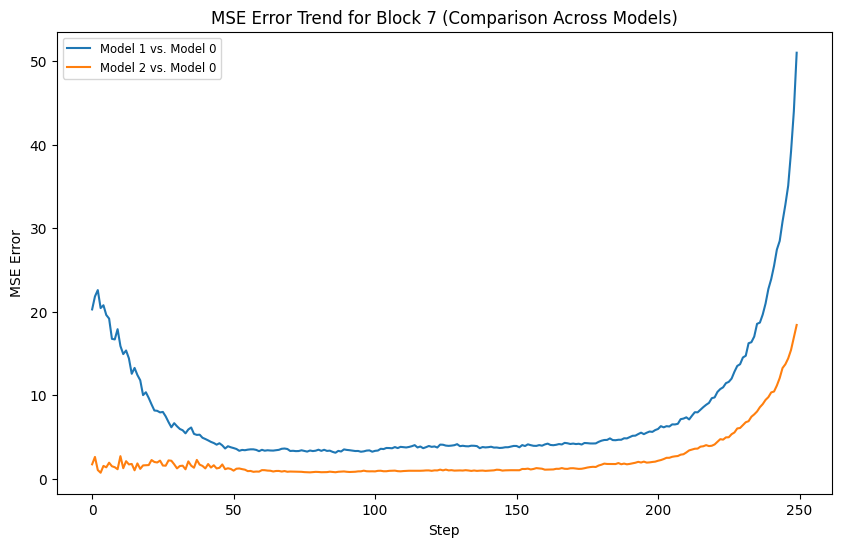 MSE Error Trend for Block 7 (Comparison Across Models)
Model 1 vs. Model 0
Model 2 vs. Model 0
MSE Error
50
40
30
20
10
0
0
50
100
150
200
250
Step